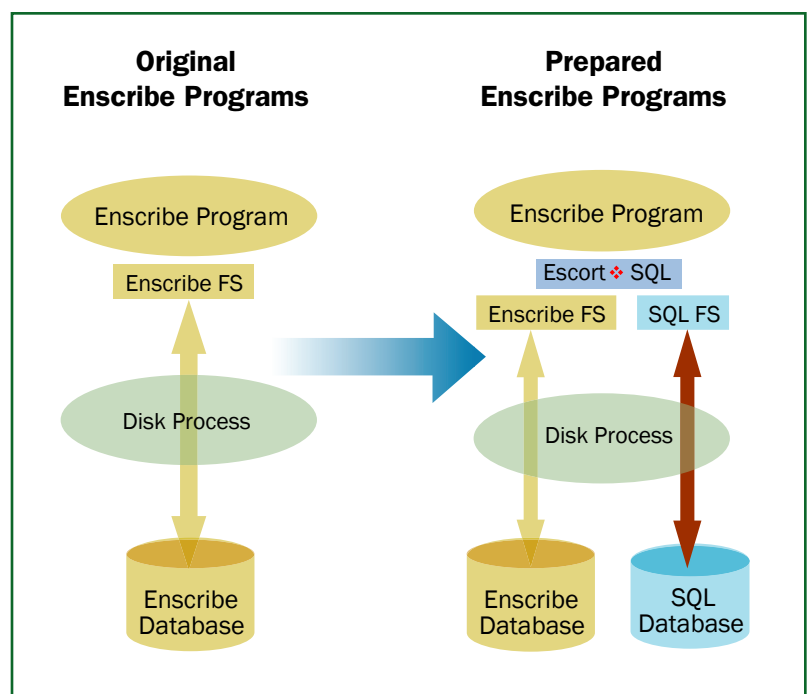 Original
Enscribe Programs
Enscribe Program
Enscribe FS
Disk Process
Enscribe
Database
Prepared
Enscribe Programs
Enscribe Program
Escort ❖ SQL
Enscribe FS
SQL FS
Disk Process
Enscribe
Database
SQL
Database